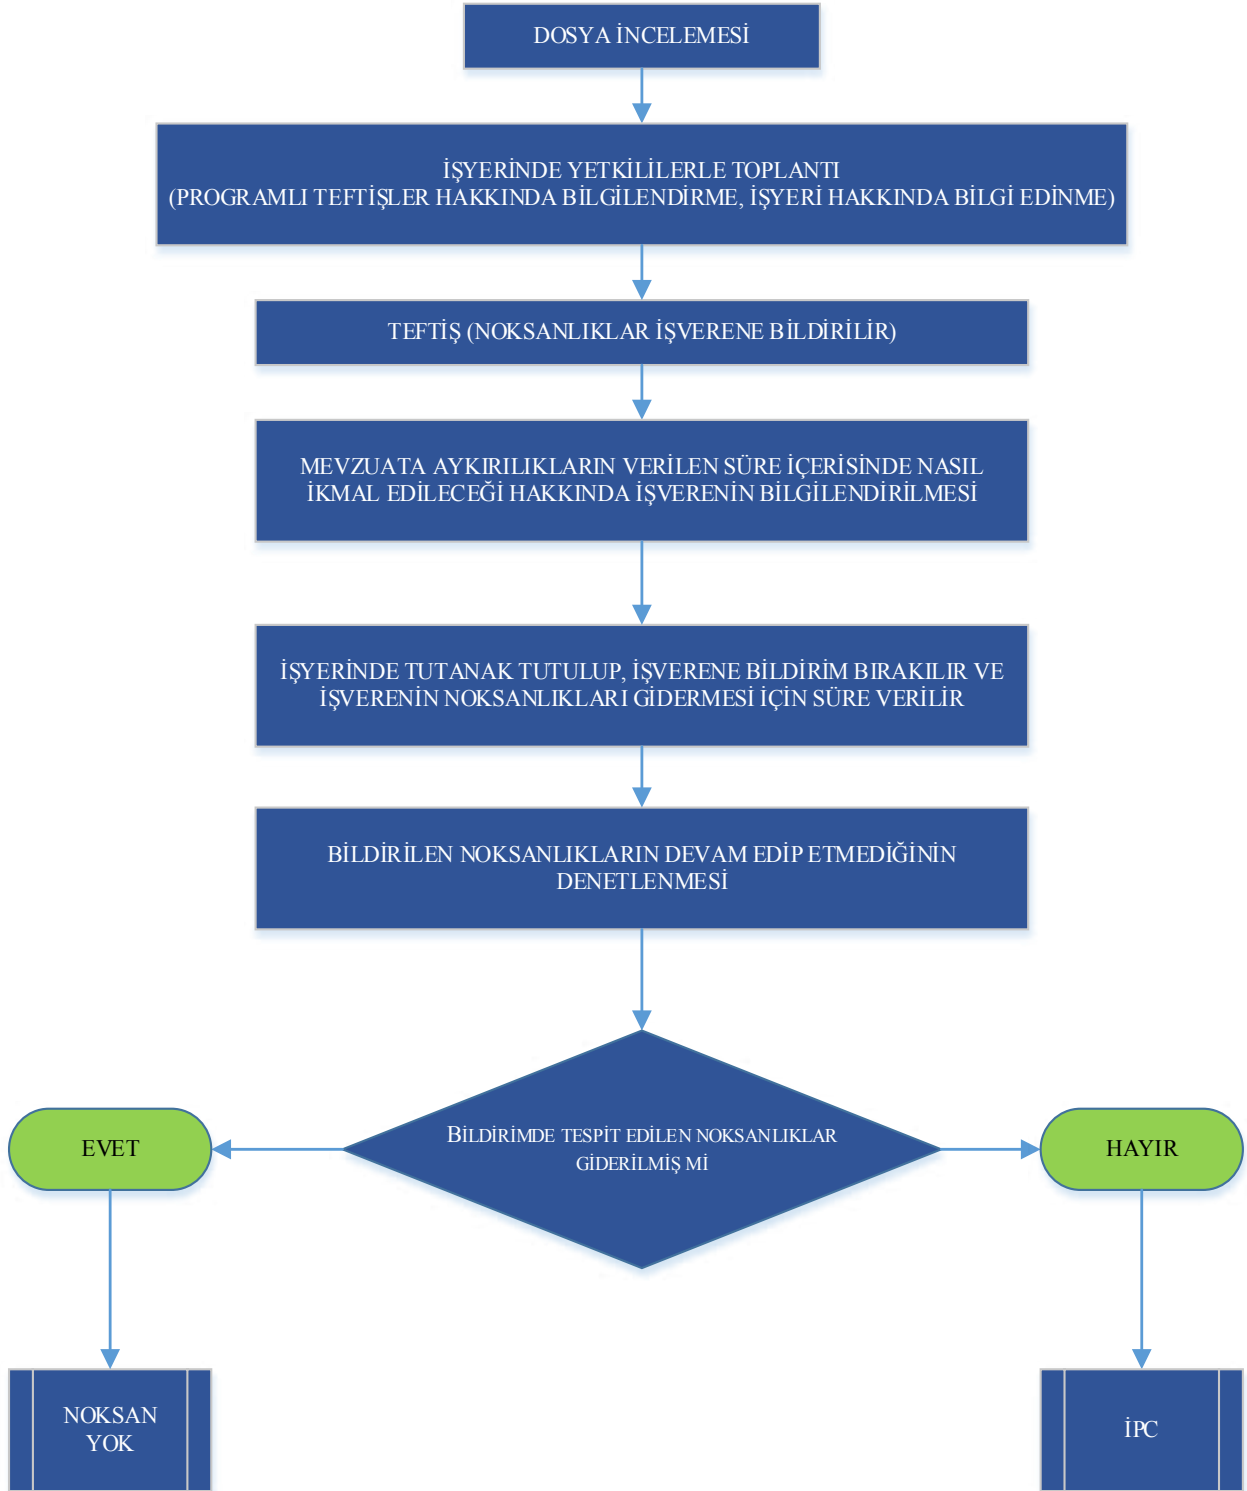 DOSYA İNCELEMESİ
İŞYERİNDE YETKİLİLERLE TOPLANTI
(PROGRAMLI TEFTİŞLER HAKKINDA BİLGİLENDİRME, İŞYERİ HAKKINDA BİLGİ EDİNME)
TEFTİŞ (NOKSANLIKLAR İŞVERENE BİLDİRİLİR)
MEVZUATA AYKIRILIKLARIN VERİLEN SÜRE İÇERİSİNDE NASIL
İKMAL EDİLECEĞİ HAKKINDA İŞVERENİN BİLGİLENDİRİLMESİ
İŞYERİNDE TUTANAK TUTULUP, İŞVERENE BİLDİRİM BIRAKILIR VE
İŞVERENİN NOKSANLIKLARI GİDERMESİ İÇİN SÜRE VERİLİR
BİLDİRİLEN NOKSANLIKLARIN DEVAM EDİP ETMEDİĞİNİN
DENETLENMESİ
BİLDİRİMDE TESPİT EDİLEN NOKSANLIKLAR
GİDERİLMİŞ Mİ
EVET
HAYIR
NOKSAN
YOK
İPC